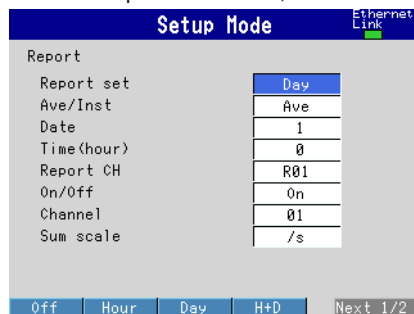 Setup Mode
Ethernet
Link
Report
Report set Day
Ave/Inst Ave
Date 1
Time(hour) 0
Report CH R01
On/Off On
Channel 01
Sum scale /s
Off Hour Day H+D Next 1/2